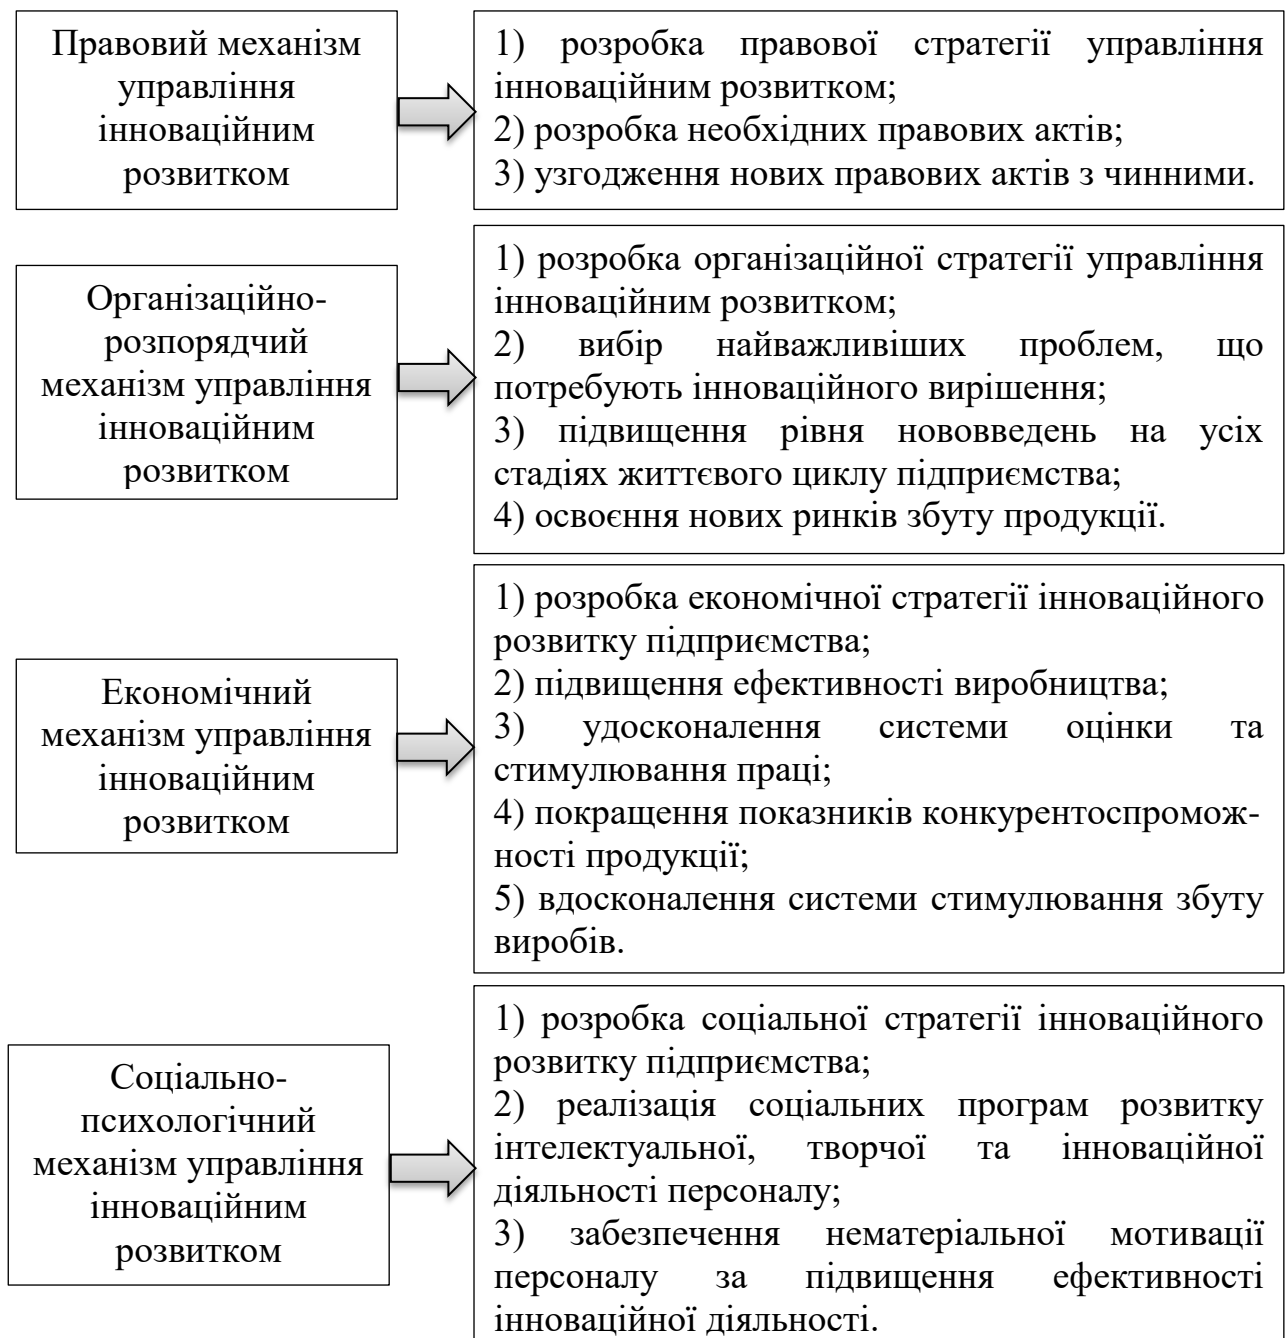 Правовий механізм
управління
інноваційним
розвитком
1) розробка правової стратегії управління
інноваційним розвитком;
2) розробка необхідних правових актів;
3) узгодження нових правових актів з чинними.
Організаційно-
розпорядчий
механізм управління
інноваційним
розвитком
1) розробка організаційної стратегії управління
інноваційним розвитком;
2) вибір найважливіших проблем, що
потребують інноваційного вирішення;
3) підвищення рівня нововведень на усіх
стадіях життєвого циклу підприємства;
4) освоєння нових ринків збуту продукції.
Економічний
механізм управління
інноваційним
розвитком
1) розробка економічної стратегії інноваційного
розвитку підприємства;
2) підвищення ефективності виробництва;
3) удосконалення системи оцінки та
стимулювання праці;
4) покращення показників конкурентоспромож-
ності продукції;
5) вдосконалення системи стимулювання збуту
виробів.
Соціально-
психологічний
механізм управління
інноваційним
розвитком
1) розробка соціальної стратегії інноваційного
розвитку підприємства;
2) реалізація соціальних програм розвитку
інтелектуальної, творчої та інноваційної
діяльності персоналу;
3) забезпечення нематеріальної мотивації
персоналу за підвищення ефективності
інноваційної діяльності.